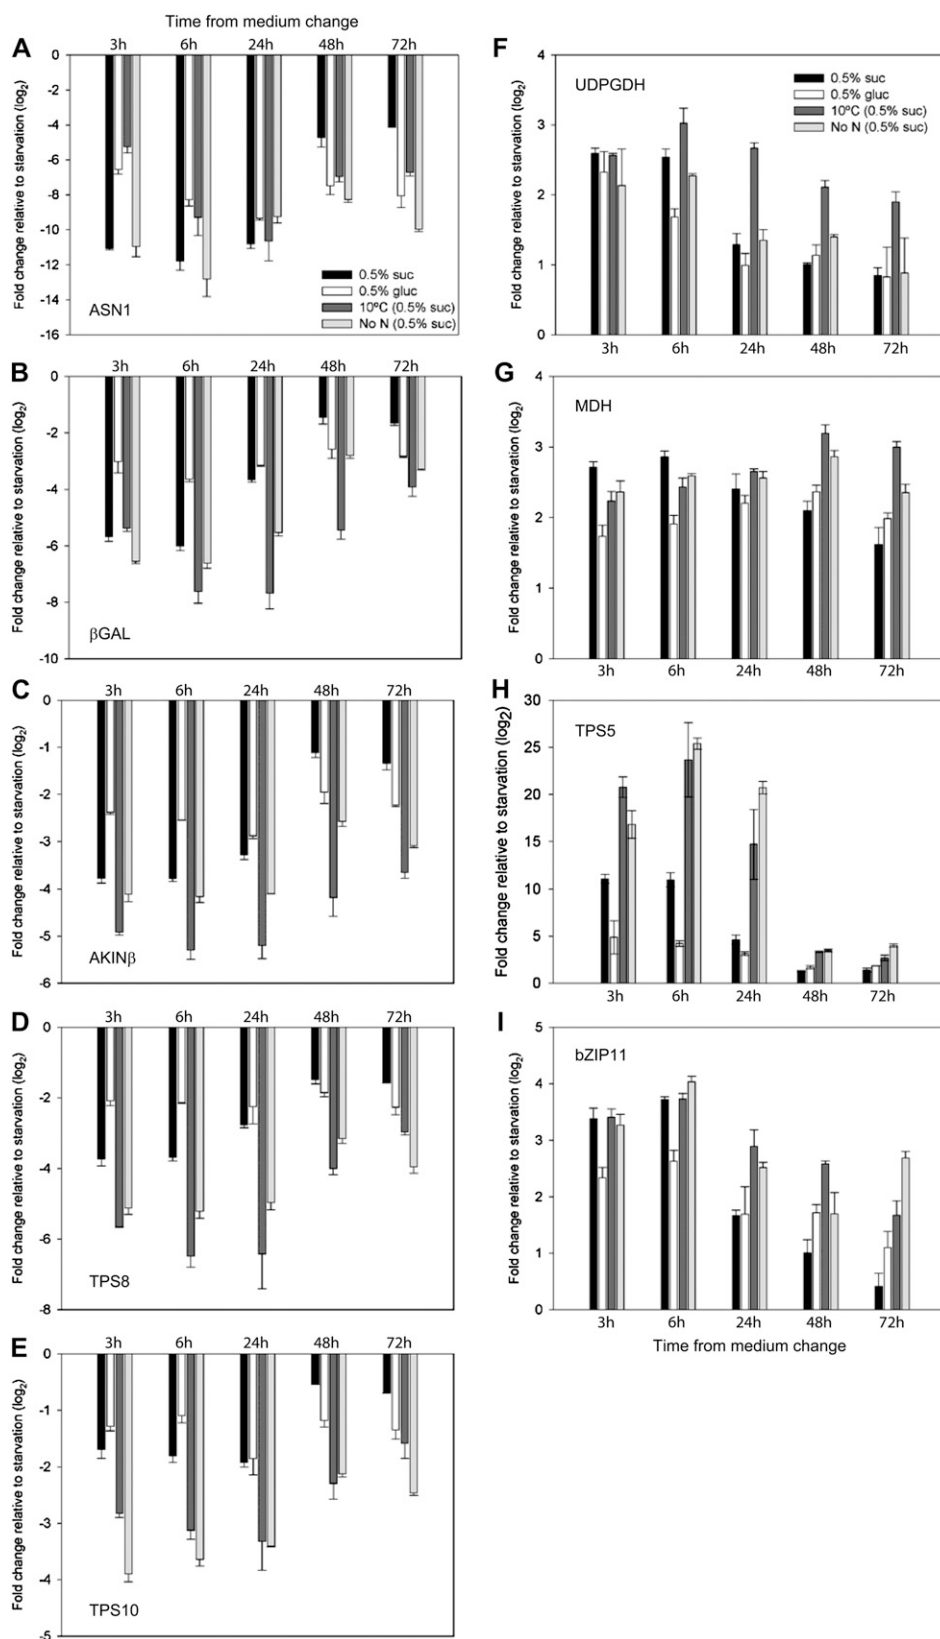 Time from medium change
A
3h 6h 24h 48h 72h
0
-2
-4
-6
-8
-10
-12
-14
-16
Fold change relative to starvation (log2)
0.5% suc
0.5% gluc
10ºC (0.5% suc)
No N (0.5% suc)
ASN1
B
3h 6h 24h 48h 72h
0
-2
-4
-6
-8
-10
Fold change relative to starvation (log2)
βGAL
C
3h 6h 24h 48h 72h
0
-1
-2
-3
-4
-5
-6
Fold change relative to starvation (log2)
AKINβ
D
3h 6h 24h 48h 72h
0
-2
-4
-6
-8
Fold change relative to starvation (log2)
TPS8
E
3h 6h 24h 48h 72h
0
-1
-2
-3
-4
-5
Fold change relative to starvation (log2)
TPS10
F
UDPGDH
0.5% suc
0.5% gluc
10ºC (0.5% suc)
No N (0.5% suc)
4
3
2
1
0
Fold change relative to starvation (log2)
3h 6h 24h 48h 72h
G
MDH
4
3
2
1
0
Fold change relative to starvation (log2)
3h 6h 24h 48h 72h
H
TPS5
30
25
20
15
10
5
0
Fold change relative to starvation (log2)
3h 6h 24h 48h 72h
I
bZIP11
5
4
3
2
1
0
Fold change relative to starvation (log2)
3h 6h 24h 48h 72h
Time from medium change